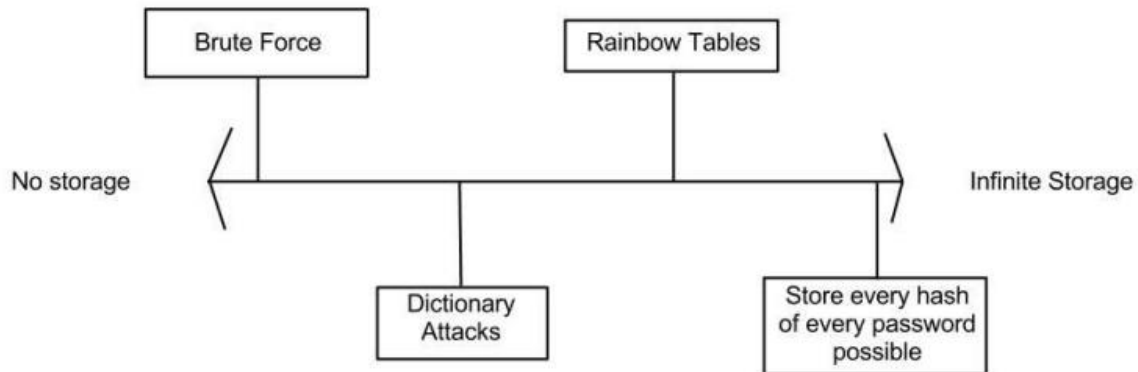 Brute Force
Rainbow Tables
No storage
Infinite Storage
Dictionary
Attacks
Store every hash
of every password
possible